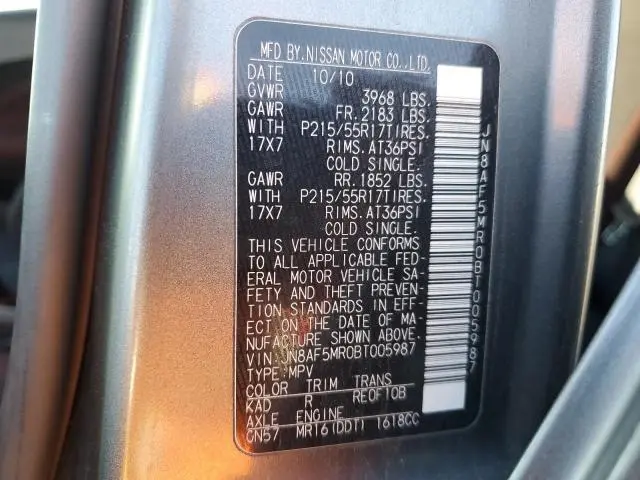 MFD BY.NISSAN MOTOR CO.,LTD.
DATE 10/10
GVWR 3968 LBS.
GAWR FR.2183 LBS.
WITH P215/55R17TIRES.
17X7 RIMS.AT36PSI
COLD SINGLE.
GAWR RR.1852 LBS.
WITH P215/55R17TIRES.
17X7 RIMS.AT36PSI
COLD SINGLE.
THIS VEHICLE CONFORMS
TO ALL APPLICABLE FED-
ERAL MOTOR VEHICLE SA-
FETY AND THEFT PREVEN-
TION STANDARDS IN EFF-
ECT ON THE DATE OF MA-
NUFACTURE SHOWN ABOVE.
VIN:JN8AF5MR0BT005987
TYPE:MPV
COLOR TRIM TRANS
KAD R RE0F10B
AXLE ENGINE
GN57 MR16(DDT) 1618CC
JN8AF5MR0BT005987